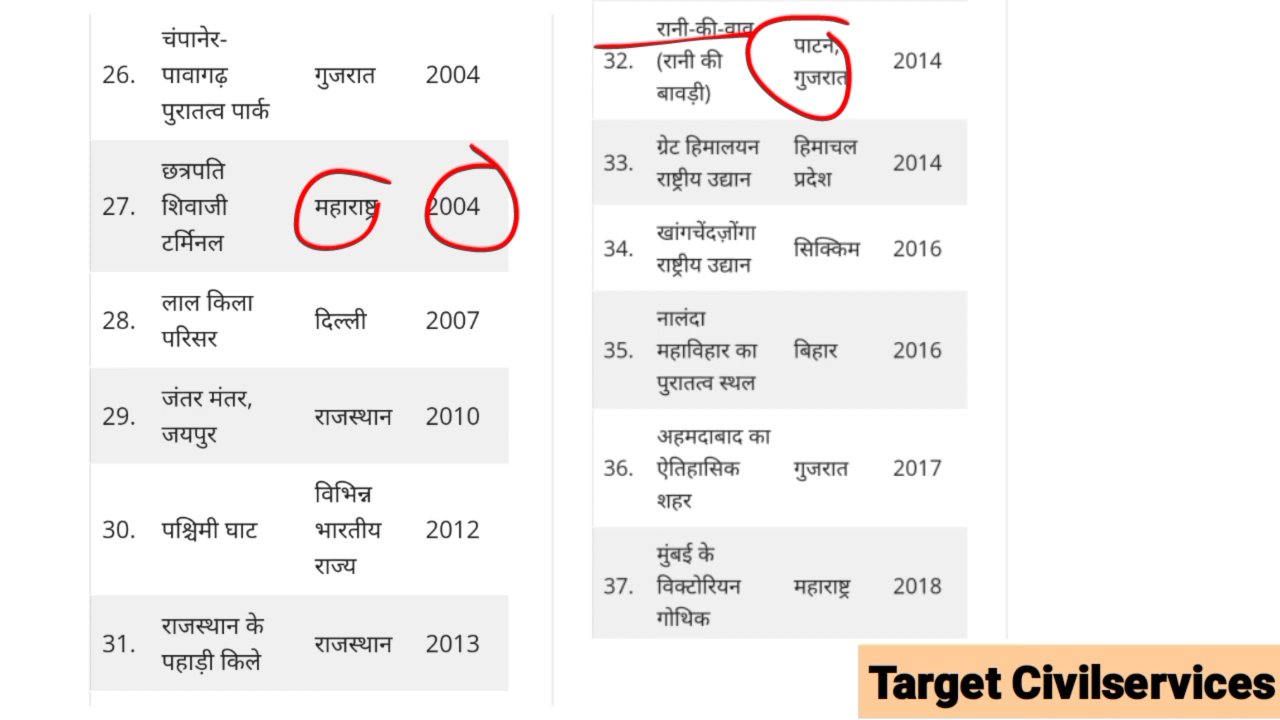 चंपानेर-
26. पावागढ़ गुजरात 2004
पुरातत्व पार्क
छत्रपति
27. शिवाजी महाराष्ट्र 2004
टर्मिनल
लाल किला
28. दिल्ली 2007
परिसर
जंतर मंतर,
29. राजस्थान 2010
जयपुर
विभिन्न
30. पश्चिमी घाट भारतीय 2012
राज्य
राजस्थान के
31. राजस्थान 2013
पहाड़ी किले
रानी-की-वाव
पाटन,
32. (रानी की 2014
गुजरात
बावड़ी)
ग्रेट हिमालयन हिमाचल
33. 2014
राष्ट्रीय उद्यान प्रदेश
खांगचेंदज़ोंगा
34. सिक्किम 2016
राष्ट्रीय उद्यान
नालंदा
35. महाविहार का बिहार 2016
पुरातत्व स्थल
अहमदाबाद का
36. ऐतिहासिक गुजरात 2017
शहर
मुंबई के
37. विक्टोरियन महाराष्ट्र 2018
गोथिक
Target Civilservices